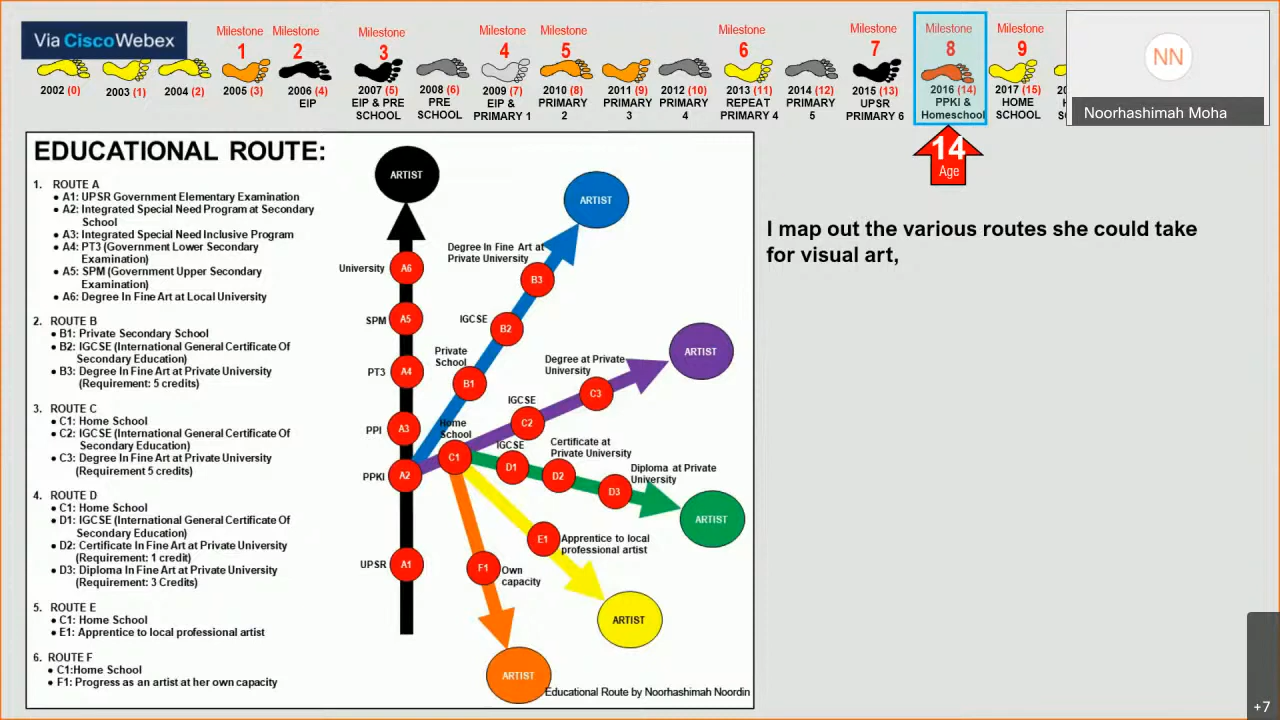 Via CiscoWebex
Milestone
1
Milestone
2
Milestone
3
Milestone
4
Milestone
5
Milestone
6
Milestone
7
Milestone
8
Milestone
9
NN
Noorhashimah Moha
2002 (0)
2003 (1)
2004 (2)
2005 (3)
2006 (4)
EIP
2007 (5)
EIP & PRE
SCHOOL
2008 (6)
PRE
SCHOOL
2009 (7)
EIP &
PRIMARY 1
2010 (8)
PRIMARY
2
2011 (9)
PRIMARY
3
2012 (10)
PRIMARY
4
2013 (11)
REPEAT
PRIMARY 4
2014 (12)
PRIMARY
5
2015 (13)
UPSR
PRIMARY 6
2016 (14)
PPKI &
Homeschool
2017 (15)
HOME
SCHOOL
14
Age
EDUCATIONAL ROUTE:
1. ROUTE A
● A1: UPSR Government Elementary Examination
● A2: Integrated Special Need Program at Secondary
School
● A3: Integrated Special Need Inclusive Program
● A4: PT3 (Government Lower Secondary
Examination)
● A5: SPM (Government Upper Secondary
Examination)
● A6: Degree In Fine Art at Local University
2. ROUTE B
● B1: Private Secondary School
● B2: IGCSE (International General Certificate Of
Secondary Education)
● B3: Degree In Fine Art at Private University
(Requirement: 5 credits)
3. ROUTE C
● C1: Home School
● C2: IGCSE (International General Certificate Of
Secondary Education)
● C3: Degree In Fine Art at Private University
(Requirement 5 credits)
4. ROUTE D
● C1: Home School
● D1: IGCSE (International General Certificate Of
Secondary Education)
● D2: Certificate In Fine Art at Private University
(Requirement: 1 credit)
● D3: Diploma In Fine Art at Private University
(Requirement: 3 Credits)
5. ROUTE E
● C1: Home School
● E1: Apprentice to local professional artist
6. ROUTE F
● C1:Home School
● F1: Progress as an artist at her own capacity
ARTIST
ARTIST
Degree In Fine Art at
Private University
University
A6
B3
SPM
A5
IGCSE
B2
ARTIST
Private
School
Degree at Private
University
PT3
A4
B1
C3
IGCSE
C2
PPI
A3
Home
School
C1
IGCSE
D1
Certificate at
Private University
D2
Diploma at Private
University
D3
PPKI
A2
ARTIST
E1
Apprentice to local
professional artist
UPSR
A1
F1
Own
capacity
ARTIST
ARTIST
Educational Route by Noorhashimah Noordin
I map out the various routes she could take
for visual art,
+7